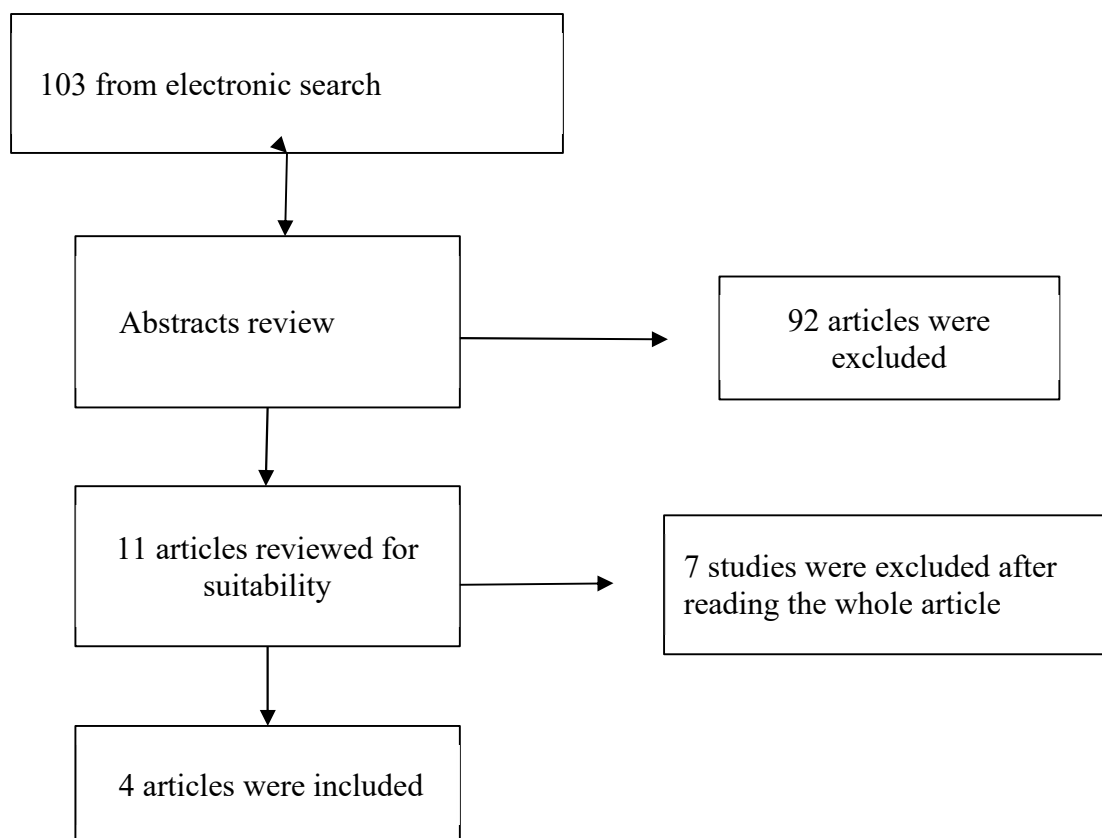 103 from electronic search
Abstracts review
92 articles were
excluded
11 articles reviewed for
suitability
7 studies were excluded after
reading the whole article
4 articles were included